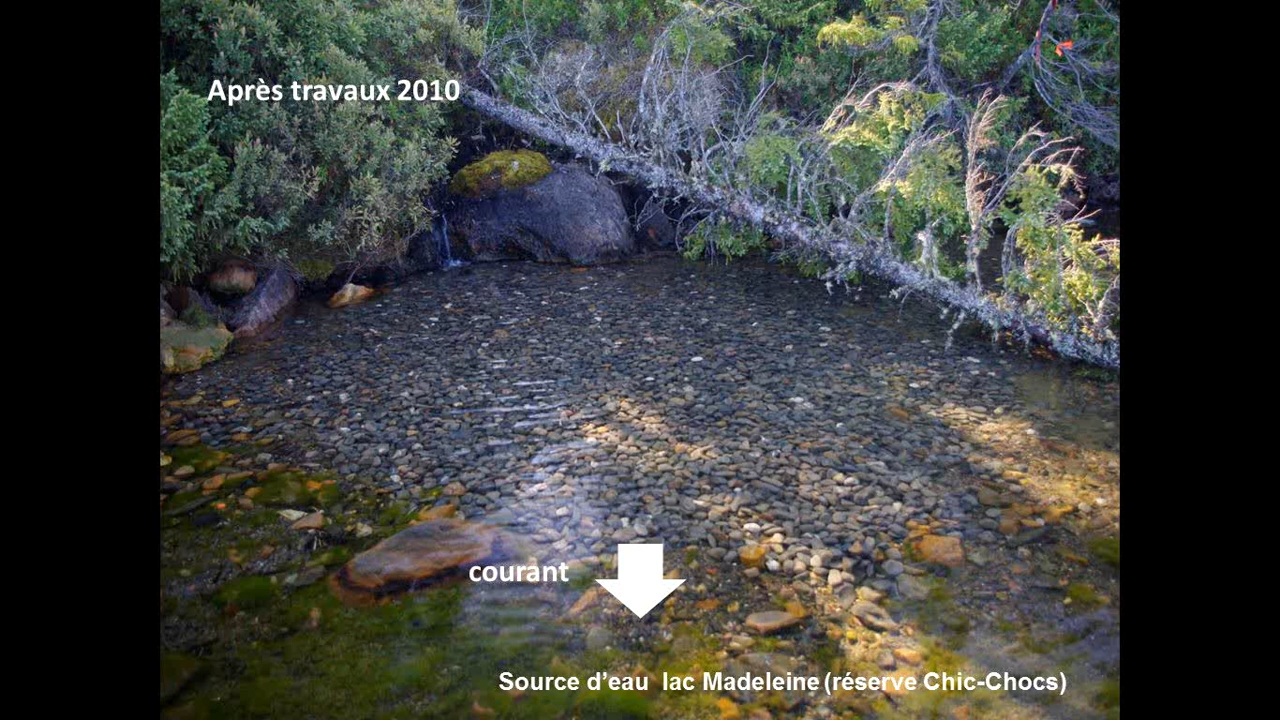 Après travaux 2010
courant
Source d’eau lac Madeleine (réserve Chic-Chocs)